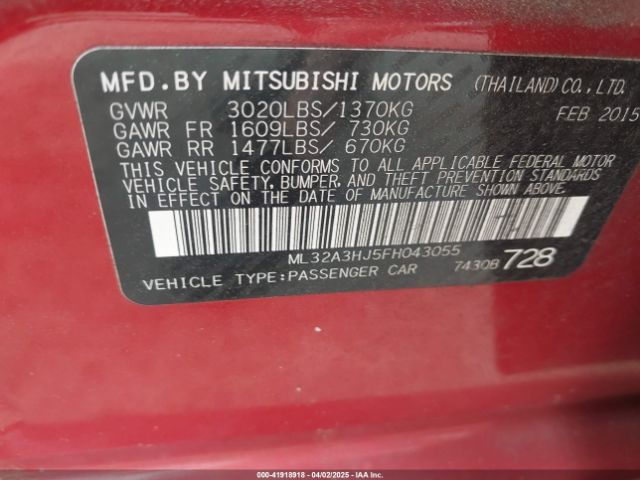 MFD.BY MITSUBISHI MOTORS (THAILAND)CO.,LTD.
FEB 2015
GVWR 3020LBS/1370KG
GAWR FR 1609LBS/ 730KG
GAWR RR 1477LBS/ 670KG
THIS VEHICLE CONFORMS TO ALL APPLICABLE FEDERAL MOTOR
VEHICLE SAFETY, BUMPER, AND THEFT PREVENTION STANDARDS
IN EFFECT ON THE DATE OF MANUFACTURE SHOWN ABOVE.
ML32A3HJ5FH043055
VEHICLE TYPE:PASSENGER CAR 7430B 728
000-41918918 - 04/02/2025 - IAA Inc.